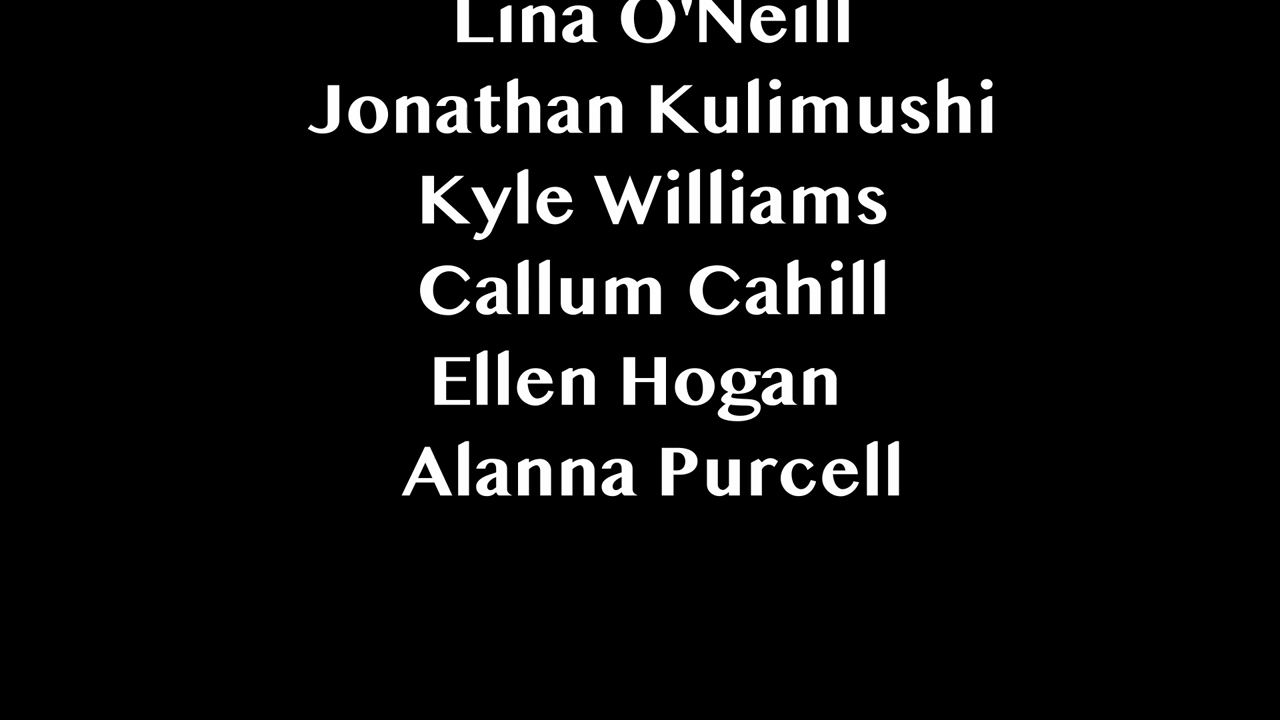 Lina O'Neill
Jonathan Kulimushi
Kyle Williams
Callum Cahill
Ellen Hogan
Alanna Purcell